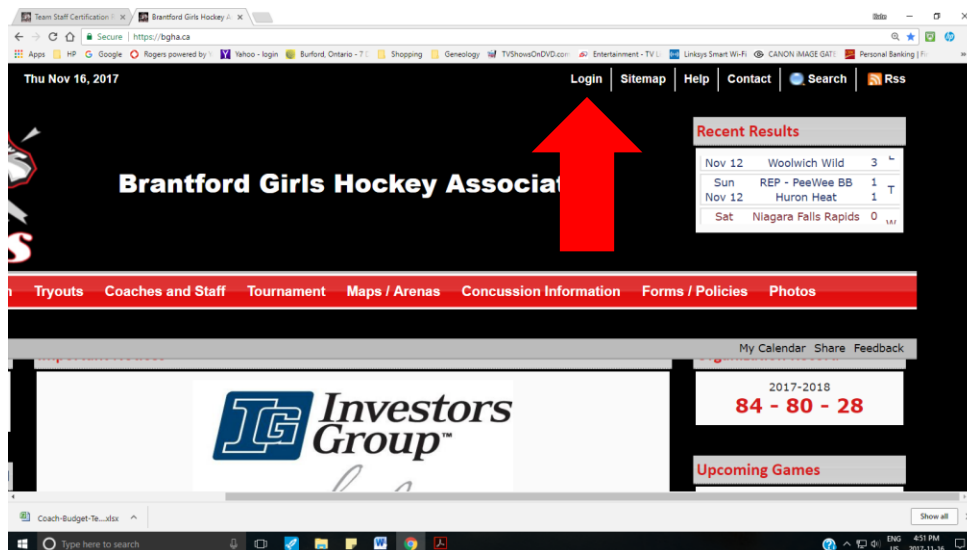 Team Staff Certification
Brantford Girls Hockey A
Secure https://bgha.ca
Apps HP Google Rogers powered by Yahoo - login Burford, Ontario - 7 Shopping Geneology TVShowsOnDVD.com Entertainment - TV Linksys Smart Wi-Fi CANON iMAGE GATE Personal Banking
Thu Nov 16, 2017
Login Sitemap Help Contact Search Rss
Brantford Girls Hockey Associat
Recent Results
Nov 12 Woolwich Wild 3 L
Sun REP - PeeWee BB 1 T
Nov 12 Huron Heat 1
Sat Niagara Falls Rapids 0 W
Tryouts Coaches and Staff Tournament Maps / Arenas Concussion Information Forms / Policies Photos
My Calendar Share Feedback
2017-2018
84 - 80 - 28
IG Investors
Group™
Upcoming Games
Coach-Budget-Te....xlsx
Show all
Type here to search
ENG 4:51 PM
US 2017-11-16